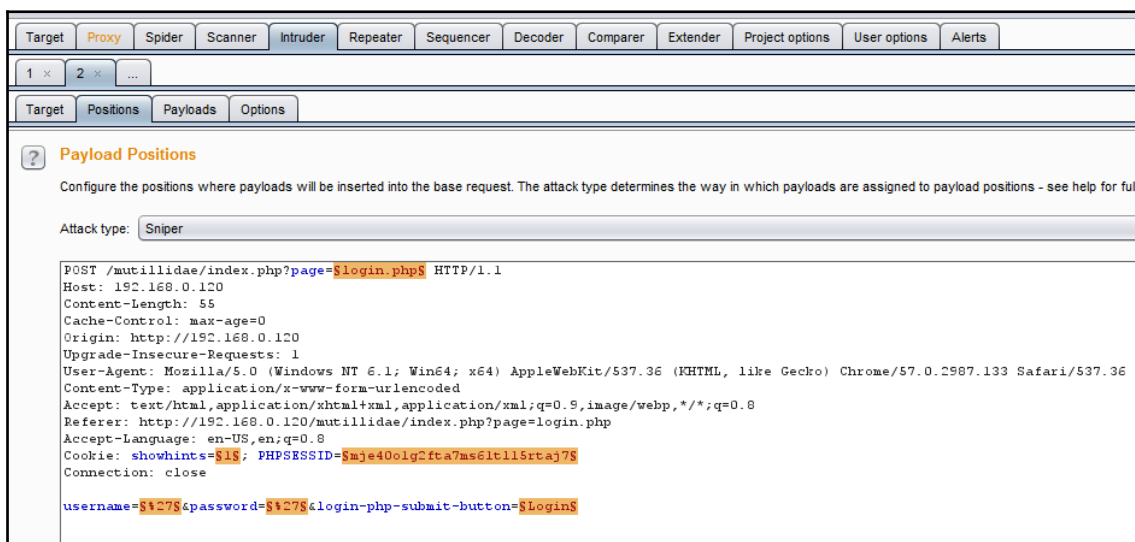 Target Proxy Spider Scanner Intruder Repeater Sequencer Decoder Comparer Extender Project options User options Alerts
1 × 2 × ...
Target Positions Payloads Options
? Payload Positions
Configure the positions where payloads will be inserted into the base request. The attack type determines the way in which payloads are assigned to payload positions - see help for ful
Attack type: Sniper
POST /mutillidae/index.php?page=§login.php§ HTTP/1.1
Host: 192.168.0.120
Content-Length: 55
Cache-Control: max-age=0
Origin: http://192.168.0.120
Upgrade-Insecure-Requests: 1
User-Agent: Mozilla/5.0 (Windows NT 6.1; Win64; x64) AppleWebKit/537.36 (KHTML, like Gecko) Chrome/57.0.2987.133 Safari/537.36
Content-Type: application/x-www-form-urlencoded
Accept: text/html,application/xhtml+xml,application/xml;q=0.9,image/webp,*/*;q=0.8
Referer: http://192.168.0.120/mutillidae/index.php?page=login.php
Accept-Language: en-US,en;q=0.8
Cookie: showhints=§1§; PHPSESSID=§mje40olg2fta7ms6lt1l5rtaj7§
Connection: close
username=§%27§&password=§%27§&login-php-submit-button=§Login§